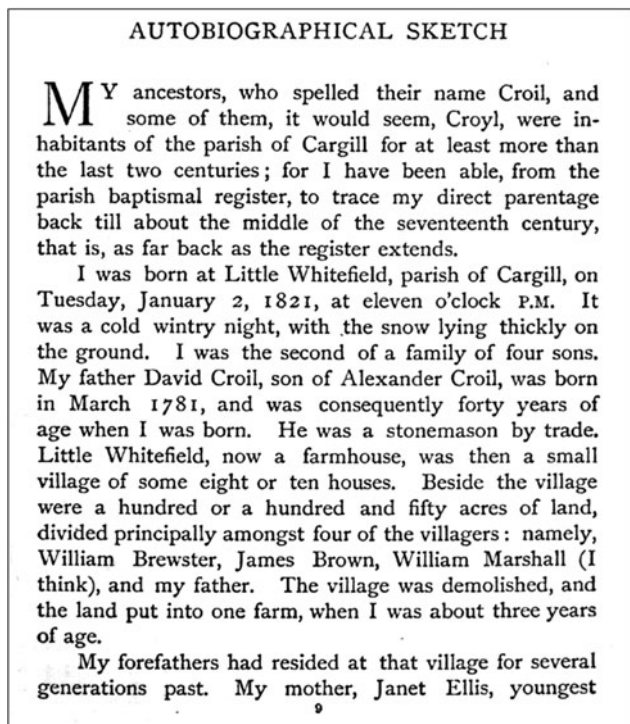 AUTOBIOGRAPHICAL SKETCH
MY ancestors, who spelled their name Croil, and
some of them, it would seem, Croyl, were in-
habitants of the parish of Cargill for at least more than
the last two centuries; for I have been able, from the
parish baptismal register, to trace my direct parentage
back till about the middle of the seventeenth century,
that is, as far back as the register extends.
I was born at Little Whitefield, parish of Cargill, on
Tuesday, January 2, 1821, at eleven o'clock P.M. It
was a cold wintry night, with the snow lying thickly on
the ground. I was the second of a family of four sons.
My father David Croil, son of Alexander Croil, was born
in March 1781, and was consequently forty years of
age when I was born. He was a stonemason by trade.
Little Whitefield, now a farmhouse, was then a small
village of some eight or ten houses. Beside the village
were a hundred or a hundred and fifty acres of land,
divided principally amongst four of the villagers: namely,
William Brewster, James Brown, William Marshall (I
think), and my father. The village was demolished, and
the land put into one farm, when I was about three years
of age.
My forefathers had resided at that village for several
generations past. My mother, Janet Ellis, youngest
9